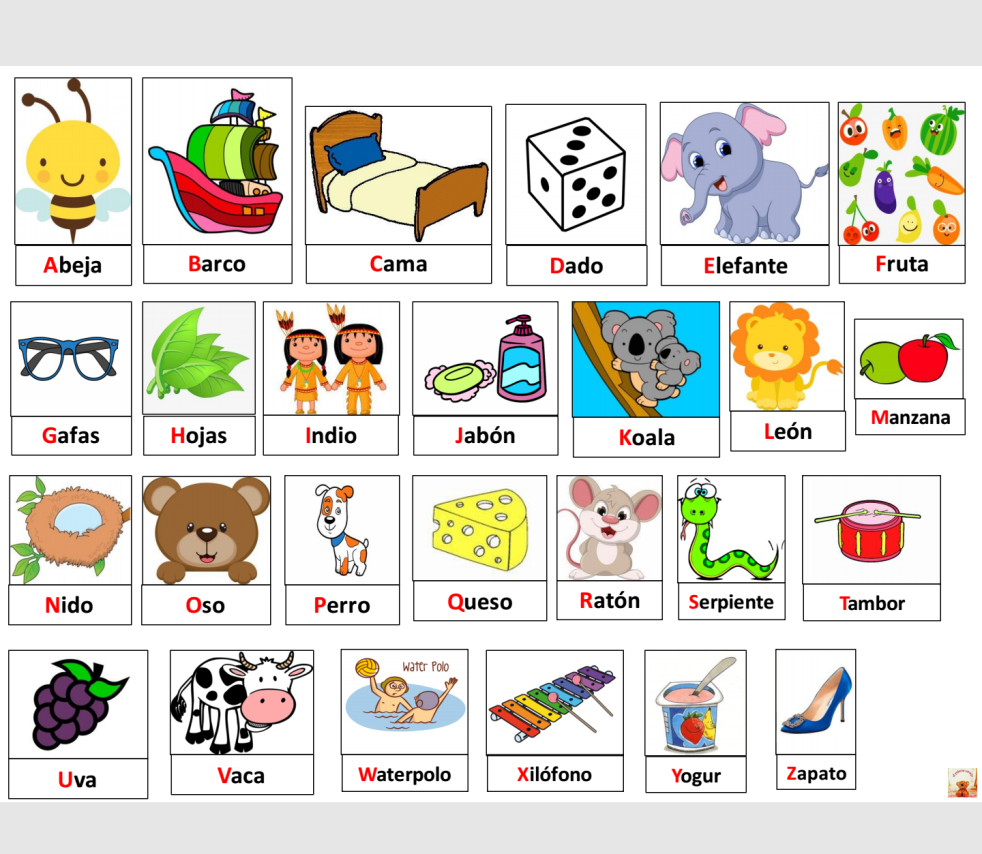 Abeja
Barco
Cama
Dado
Elefante
Fruta
Gafas
Hojas
Indio
Jabón
Koala
León
Manzana
Nido
Oso
Perro
Queso
Ratón
Serpiente
Tambor
Water Polo
Uva
Vaca
Waterpolo
Xilófono
Yogur
Zapato